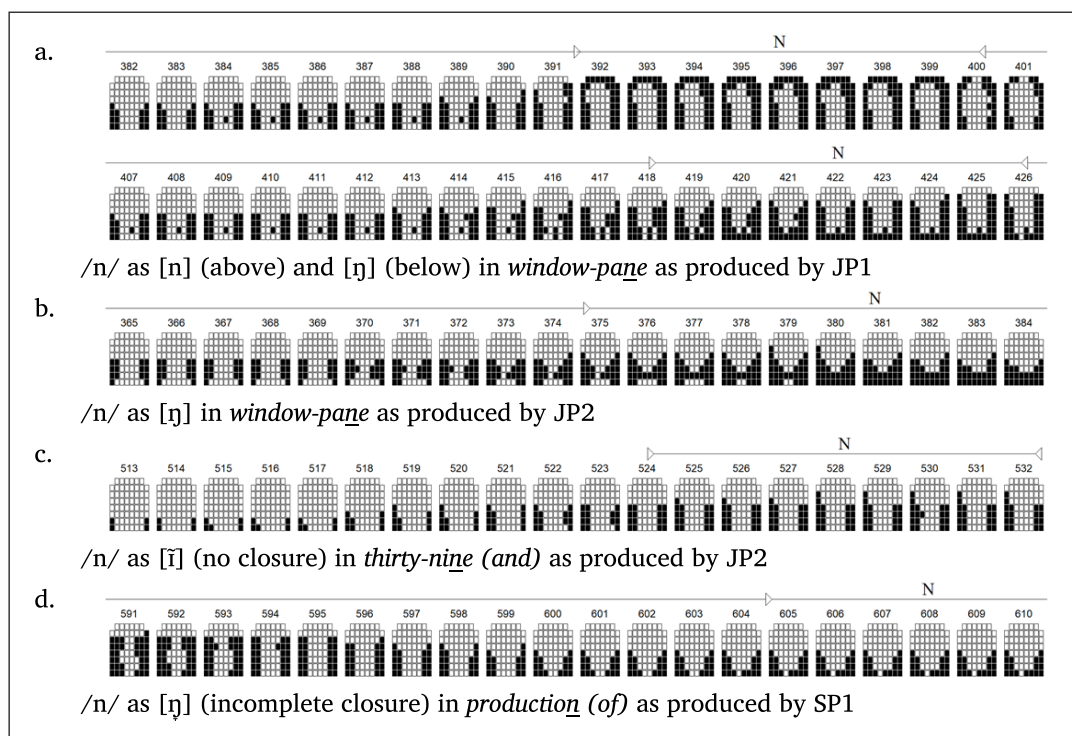 a.
N
382 383 384 385 386 387 388 389 390 391 392 393 394 395 396 397 398 399 400 401
N
407 408 409 410 411 412 413 414 415 416 417 418 419 420 421 422 423 424 425 426
/n/ as [n] (above) and [ŋ] (below) in window-pane as produced by JP1
b.
N
365 366 367 368 369 370 371 372 373 374 375 376 377 378 379 380 381 382 383 384
/n/ as [ŋ] in window-pane as produced by JP2
c.
N
513 514 515 516 517 518 519 520 521 522 523 524 525 526 527 528 529 530 531 532
/n/ as [ɪ̃] (no closure) in thirty-nine (and) as produced by JP2
d.
N
591 592 593 594 595 596 597 598 599 600 601 602 603 604 605 606 607 608 609 610
/n/ as [ŋ̞] (incomplete closure) in production (of) as produced by SP1